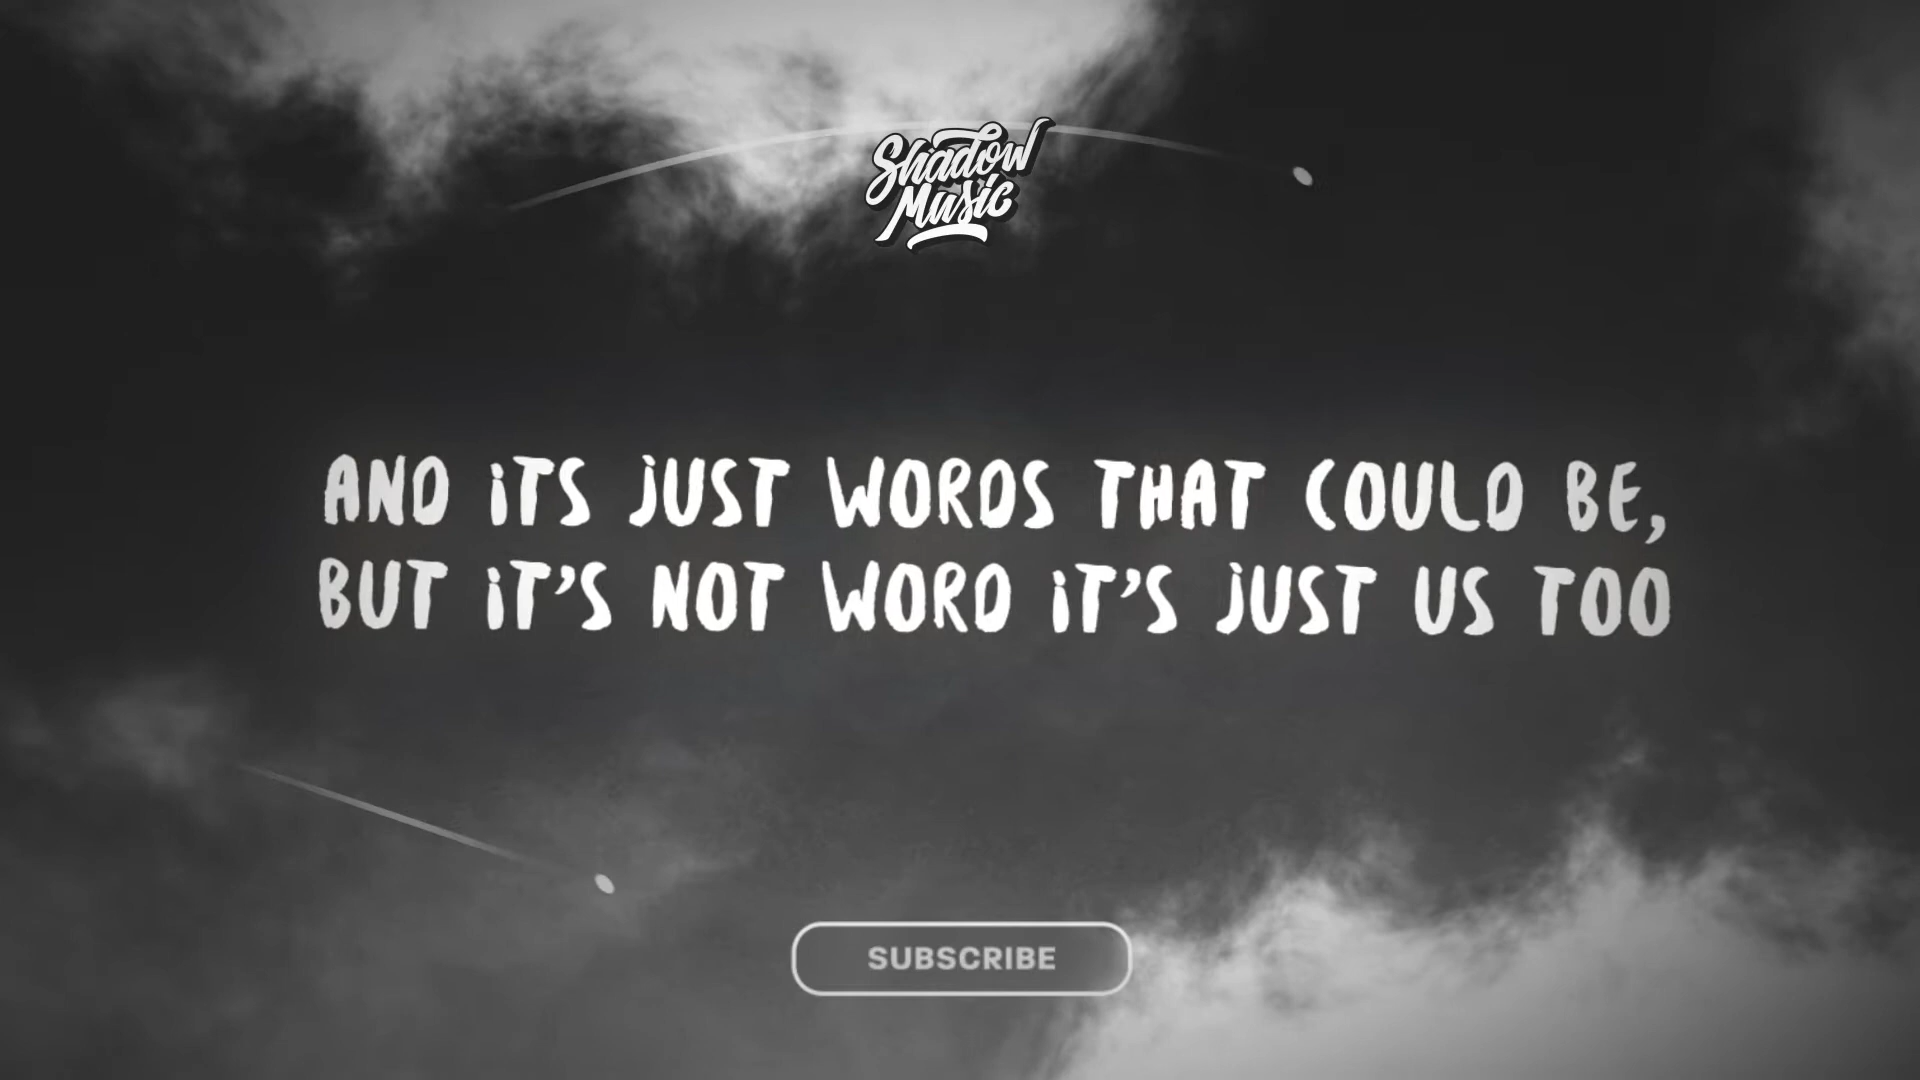 Shadow
Music
AND iTS jUST WORDS THAT COULD BE,
BUT iT'S NOT WORD iT'S jUST US TOO
SUBSCRIBE